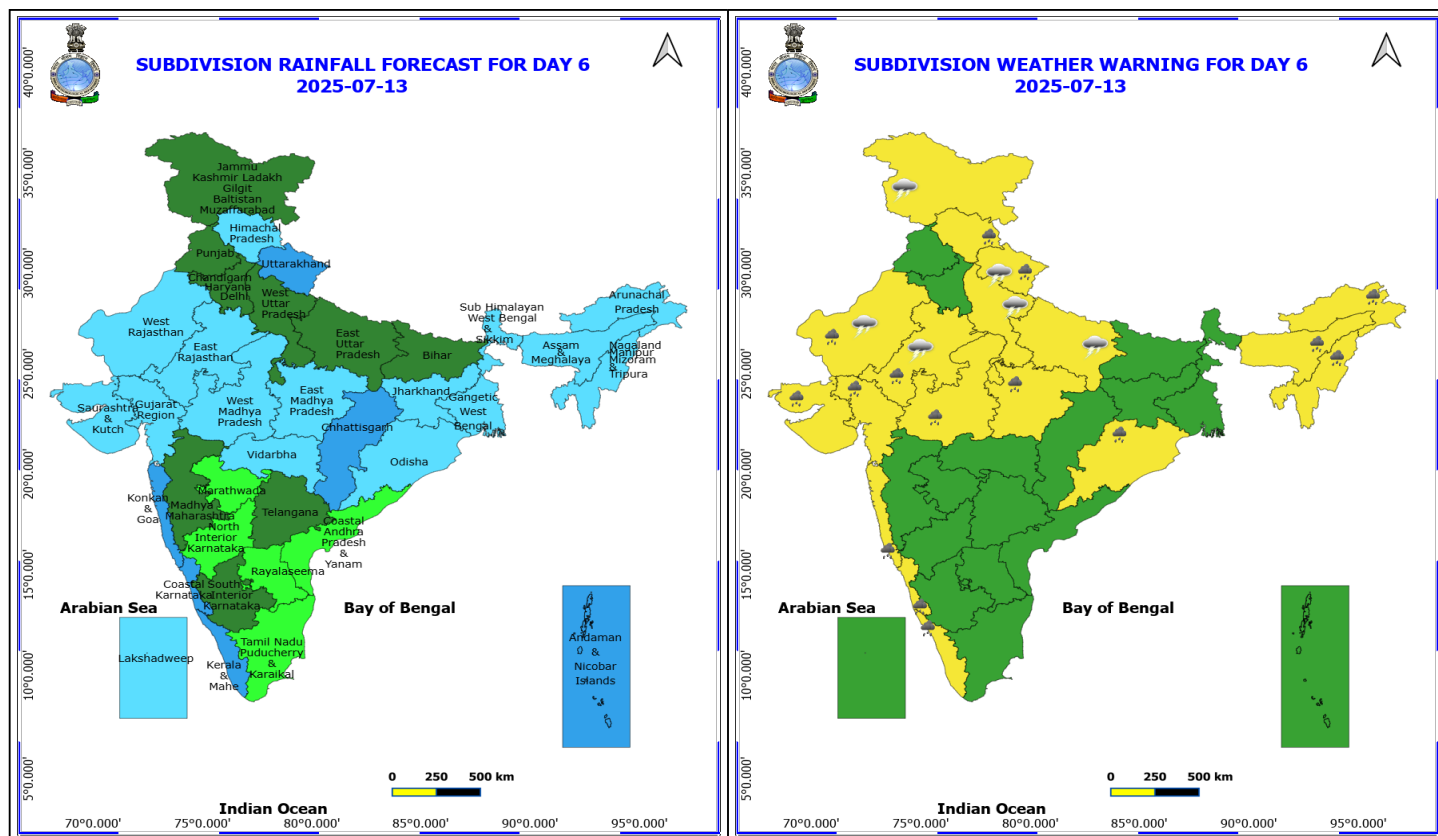 SUBDIVISION RAINFALL FORECAST FOR DAY 6
2025-07-13
40°0.000'
35°0.000'
30°0.000'
25°0.000'
20°0.000'
15°0.000'
10°0.000'
5°0.000'
Jammu
Kashmir Ladakh
Gilgit
Baltistan
Muzaffarabad
Himachal
Pradesh
Punjab
Uttarakhand
Chandigarh
Haryana
Delhi
West
Uttar
Pradesh
West
Rajasthan
East
Rajasthan
East
Uttar
Pradesh
Bihar
Sub Himalayan
West Bengal
&
Sikkim
Arunachal
Pradesh
Assam
&
Meghalaya
Nagaland
Manipur
Mizoram
&
Tripura
Saurashtra
&
Kutch
Gujarat
Region
West
Madhya
Pradesh
East
Madhya
Pradesh
Jharkhand
Gangetic
West
Bengal
Chhattisgarh
Vidarbha
Odisha
Konkan
&
Goa
Madhya
Maharashtra
Marathwada
Telangana
North
Interior
Karnataka
Coastal
Andhra
Pradesh
&
Yanam
Rayalaseema
Coastal
Karnataka
South
Interior
Karnataka
Arabian Sea
Bay of Bengal
Lakshadweep
Kerala
&
Mahe
Tamil Nadu
Puducherry
&
Karaikal
Andaman
&
Nicobar
Islands
0 250 500 km
Indian Ocean
70°0.000' 75°0.000' 80°0.000' 85°0.000' 90°0.000' 95°0.000'
SUBDIVISION WEATHER WARNING FOR DAY 6
2025-07-13
40°0.000'
35°0.000'
30°0.000'
25°0.000'
20°0.000'
15°0.000'
10°0.000'
5°0.000'
Arabian Sea
Bay of Bengal
0 250 500 km
Indian Ocean
70°0.000' 75°0.000' 80°0.000' 85°0.000' 90°0.000' 95°0.000'